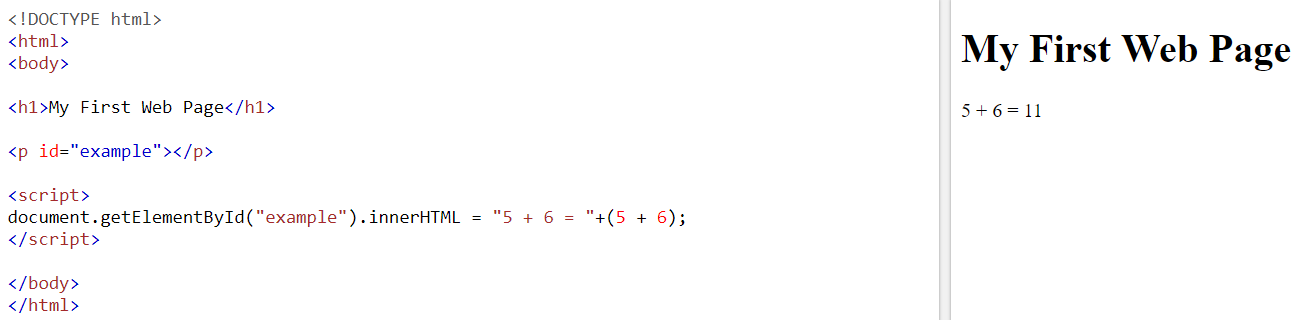 <!DOCTYPE html>
<html>
<body>
<h1>My First Web Page</h1>
<p id="example"></p>
<script>
document.getElementById("example").innerHTML = "5 + 6 = "+(5 + 6);
</script>
</body>
</html>
My First Web Page
5 + 6 = 11